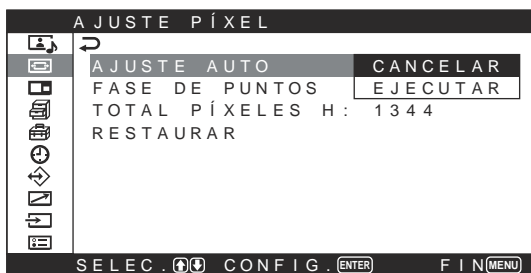 AJUSTE PÍXEL
AJUSTE AUTO CANCELAR
FASE DE PUNTOS EJECUTAR
TOTAL PÍXELES H: 1344
RESTAURAR
SELEC. CONFIG. ENTER FIN MENU